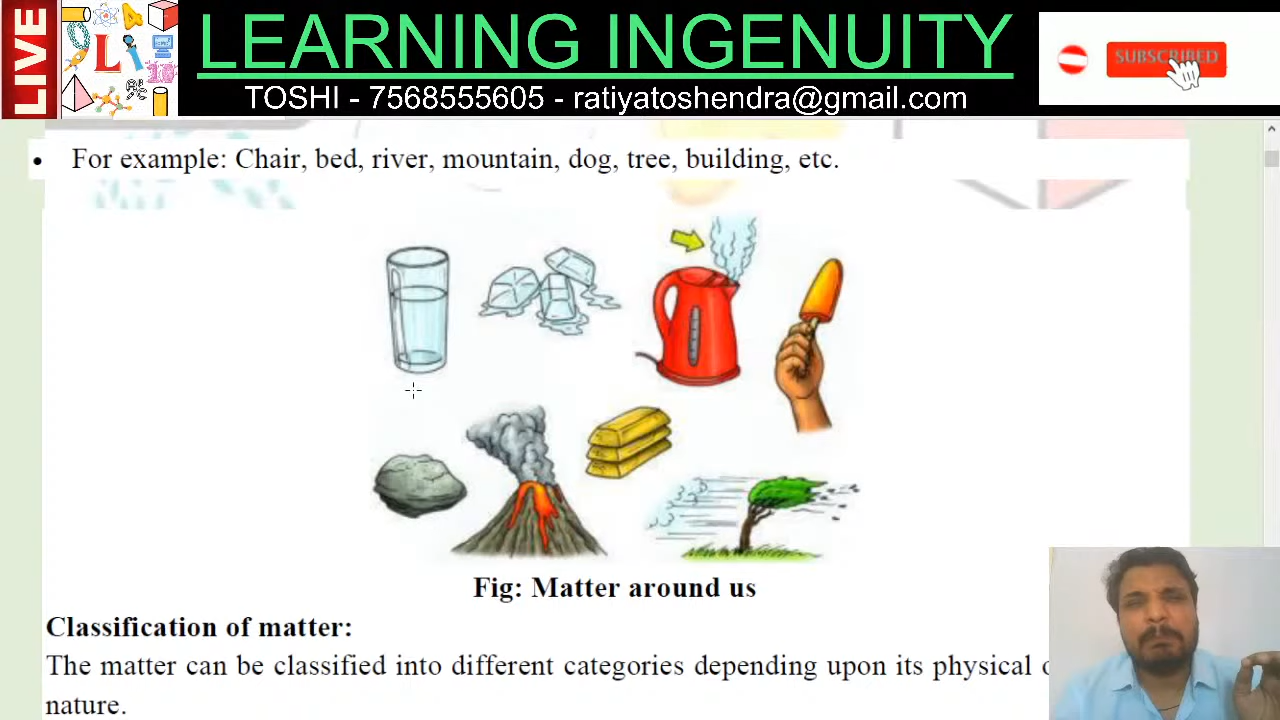 LIVE
L
LEARNING INGENUITY
TOSHI - 7568555605 - ratiyatoshendra@gmail.com
SUBSCRIBED
• For example: Chair, bed, river, mountain, dog, tree, building, etc.
Fig: Matter around us
Classification of matter:
The matter can be classified into different categories depending upon its physical
nature.